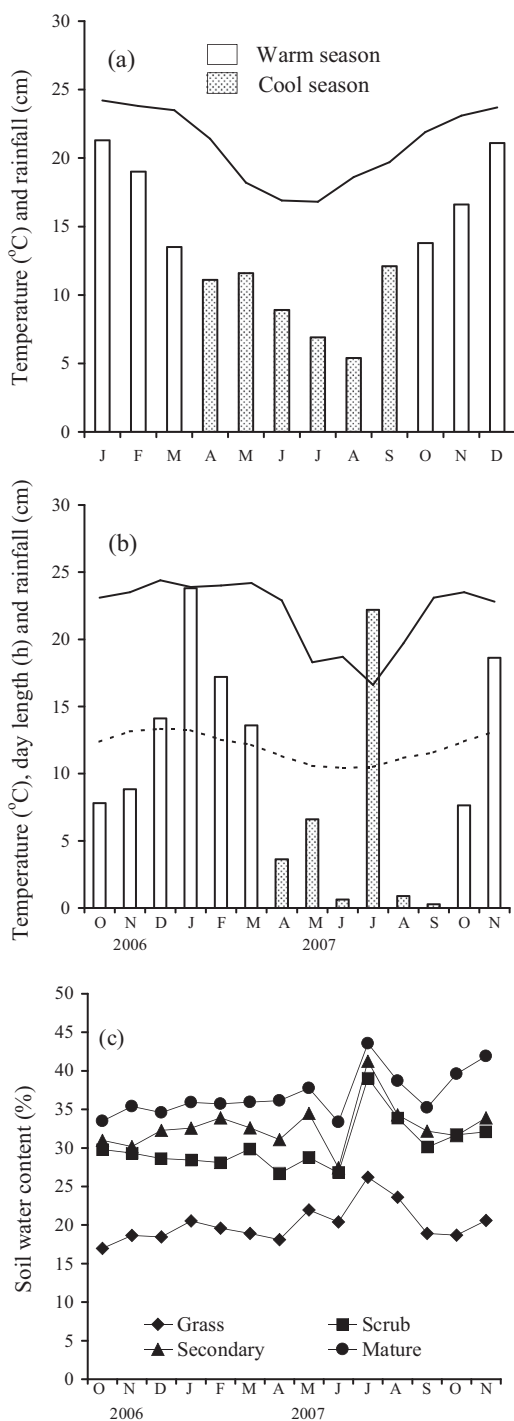 (a)
Warm season
Cool season
Temperature (°C) and rainfall (cm)
30
25
20
15
10
5
0
J F M A M J J A S O N D
(b)
Temperature (°C), day length (h) and rainfall (cm)
30
25
20
15
10
5
0
O N D J F M A M J J A S O N
2006 2007
(c)
Soil water content (%)
50
45
40
35
30
25
20
15
10
5
0
Grass Scrub
Secondary Mature
O N D J F M A M J J A S O N
2006 2007